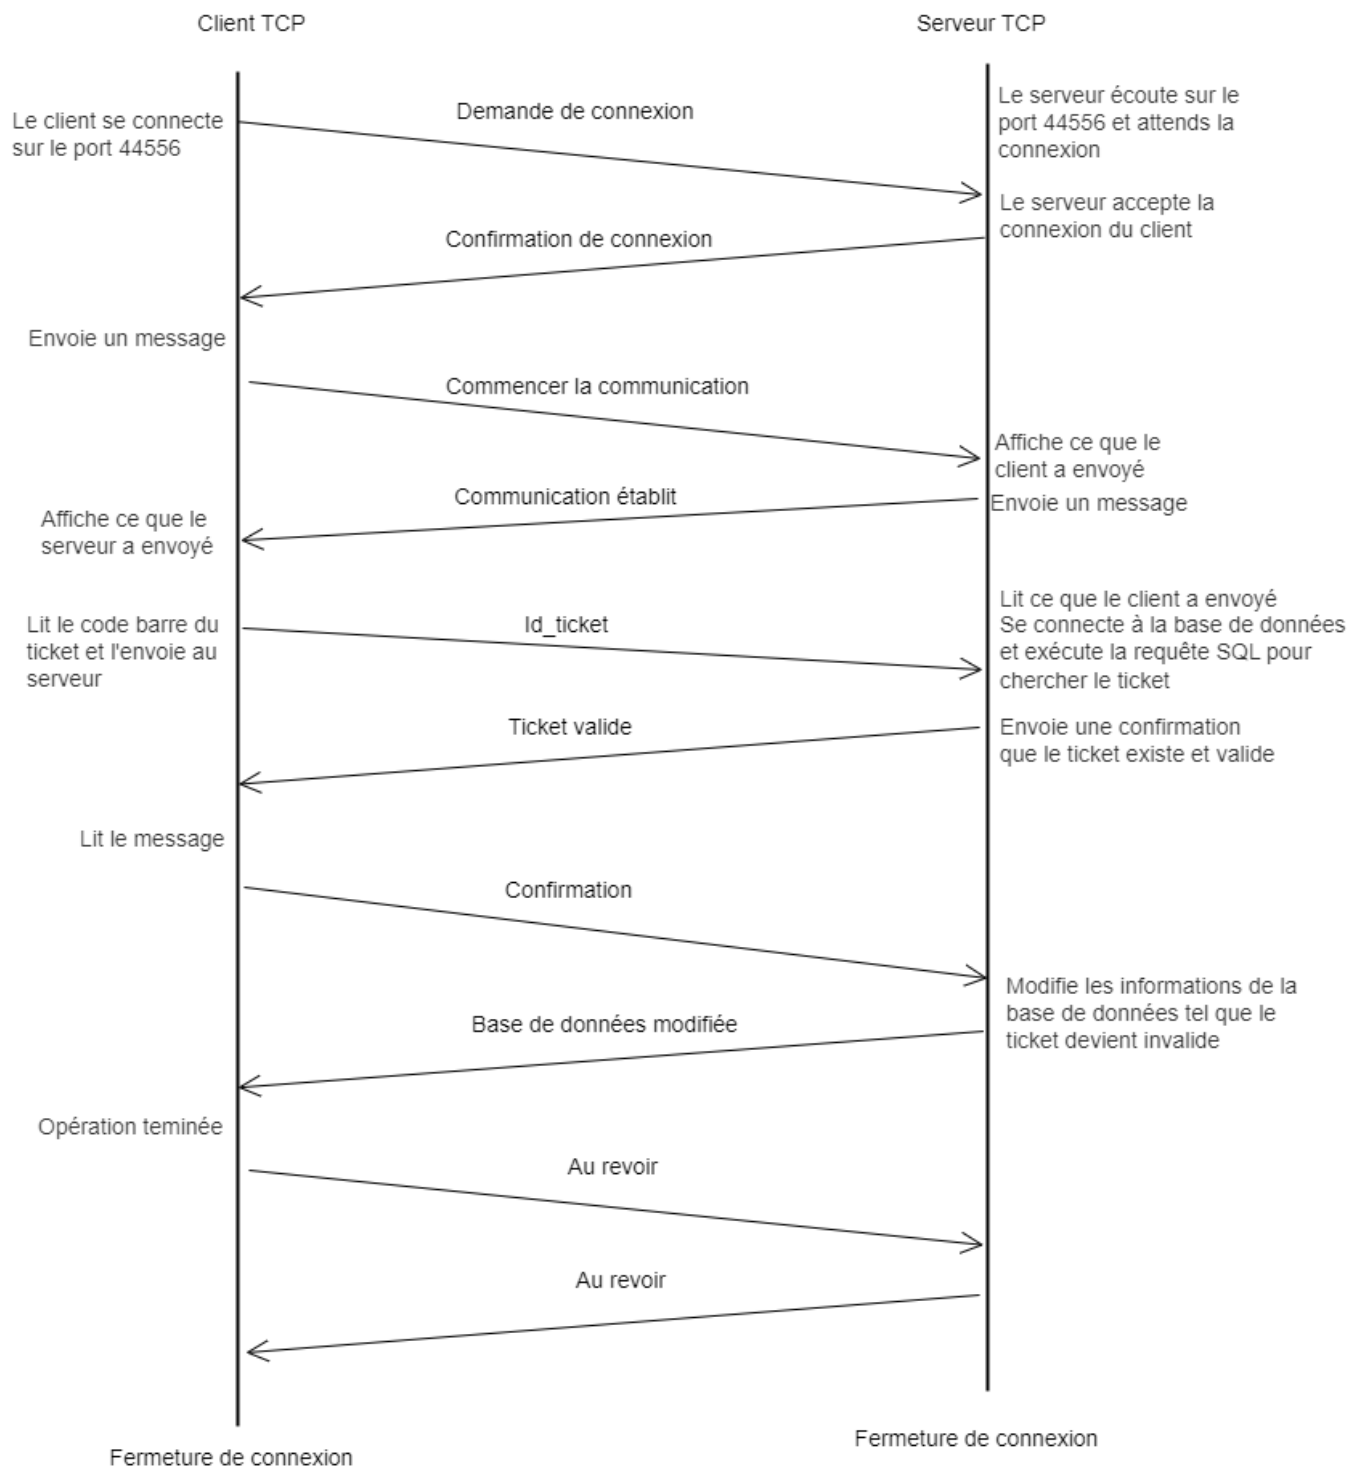 Client TCP
Serveur TCP
Le client se connecte
sur le port 44556
Demande de connexion
Le serveur écoute sur le
port 44556 et attends la
connexion
Le serveur accepte la
connexion du client
Confirmation de connexion
Envoie un message
Commencer la communication
Affiche ce que le
client a envoyé
Communication établit
Envoie un message
Affiche ce que le
serveur a envoyé
Lit le code barre du
ticket et l'envoie au
serveur
Id_ticket
Lit ce que le client a envoyé
Se connecte à la base de données
et exécute la requête SQL pour
chercher le ticket
Ticket valide
Envoie une confirmation
que le ticket existe et valide
Lit le message
Confirmation
Modifie les informations de la
base de données tel que le
ticket devient invalide
Base de données modifiée
Opération teminée
Au revoir
Au revoir
Fermeture de connexion
Fermeture de connexion